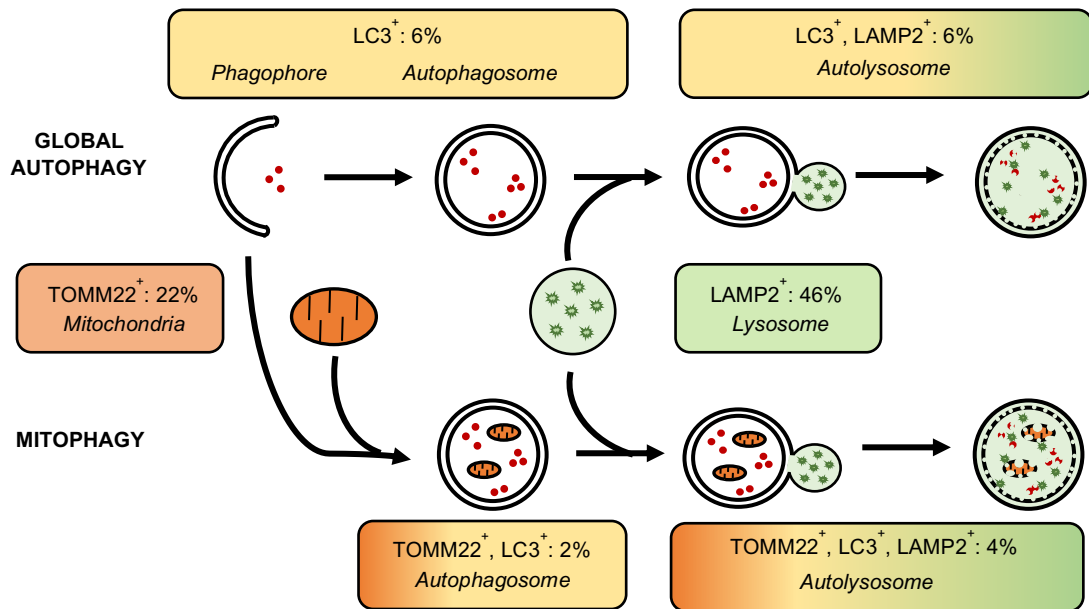 LC3⁺: 6%
Phagophore Autophagosome
LC3⁺, LAMP2⁺: 6%
Autolysosome
GLOBAL
AUTOPHAGY
TOMM22⁺: 22%
Mitochondria
LAMP2⁺: 46%
Lysosome
MITOPHAGY
TOMM22⁺, LC3⁺: 2%
Autophagosome
TOMM22⁺, LC3⁺, LAMP2⁺: 4%
Autolysosome